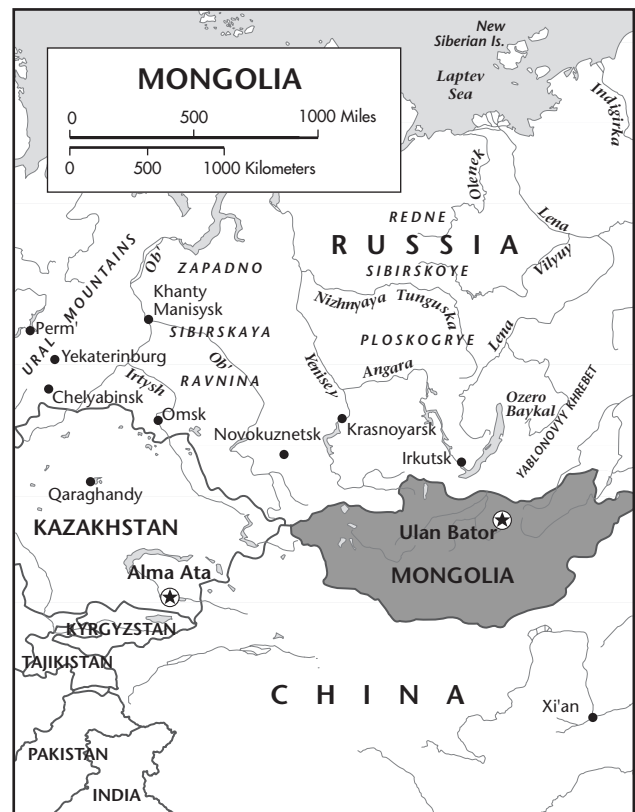 New
Siberian Is.
MONGOLIA
Laptev
Sea
0 500 1000 Miles
0 500 1000 Kilometers
Indigirka
Olenek
REDNE
Lena
RUSSIA
URAL MOUNTAINS
Ob'
ZAPADNO
SIBIRSKOYE
Vilyuy
Khanty
Manisysk
Nizhnyaya Tunguska
Perm'
SIBIRSKAYA
PLOSKOGRYE
Lena
Yekaterinburg
Ob'
Yenisey
Angara
Irtysh
RAVNINA
Chelyabinsk
Ozero
Baykal
YABLONOVYY KHREBET
Omsk
Novokuznetsk
Krasnoyarsk
Irkutsk
Qaraghandy
KAZAKHSTAN
Ulan Bator
Alma Ata
MONGOLIA
KYRGYZSTAN
TAJIKISTAN
CHINA
Xi'an
PAKISTAN
INDIA